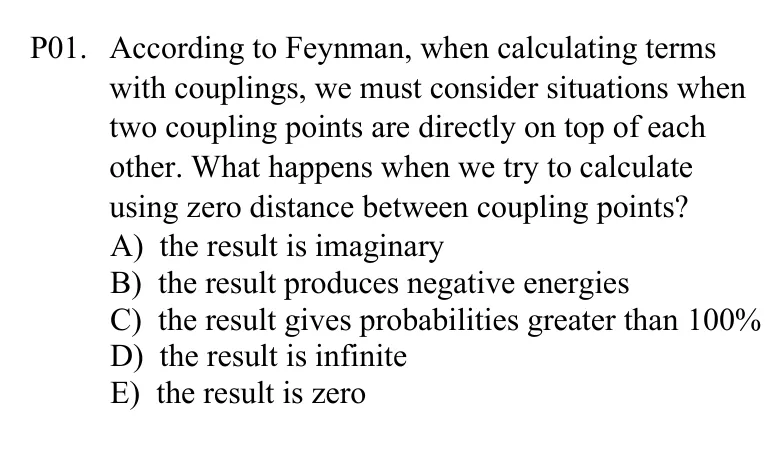 P01. According to Feynman, when calculating terms
with couplings, we must consider situations when
two coupling points are directly on top of each
other. What happens when we try to calculate
using zero distance between coupling points?
A) the result is imaginary
B) the result produces negative energies
C) the result gives probabilities greater than 100%
D) the result is infinite
E) the result is zero